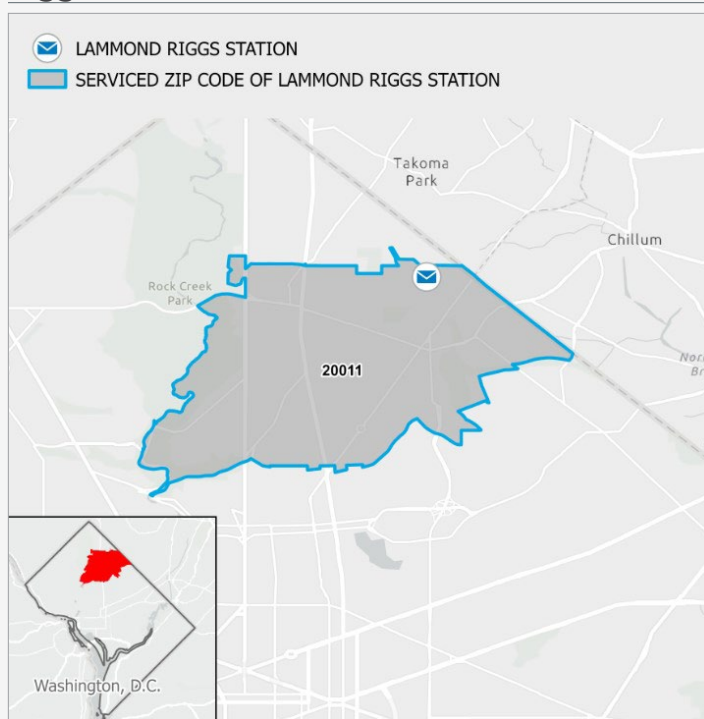 LAMMOND RIGGS STATION
SERVICED ZIP CODE OF LAMMOND RIGGS STATION
Takoma
Park
Chillum
Rock Creek
Park
20011
Washington, D.C.